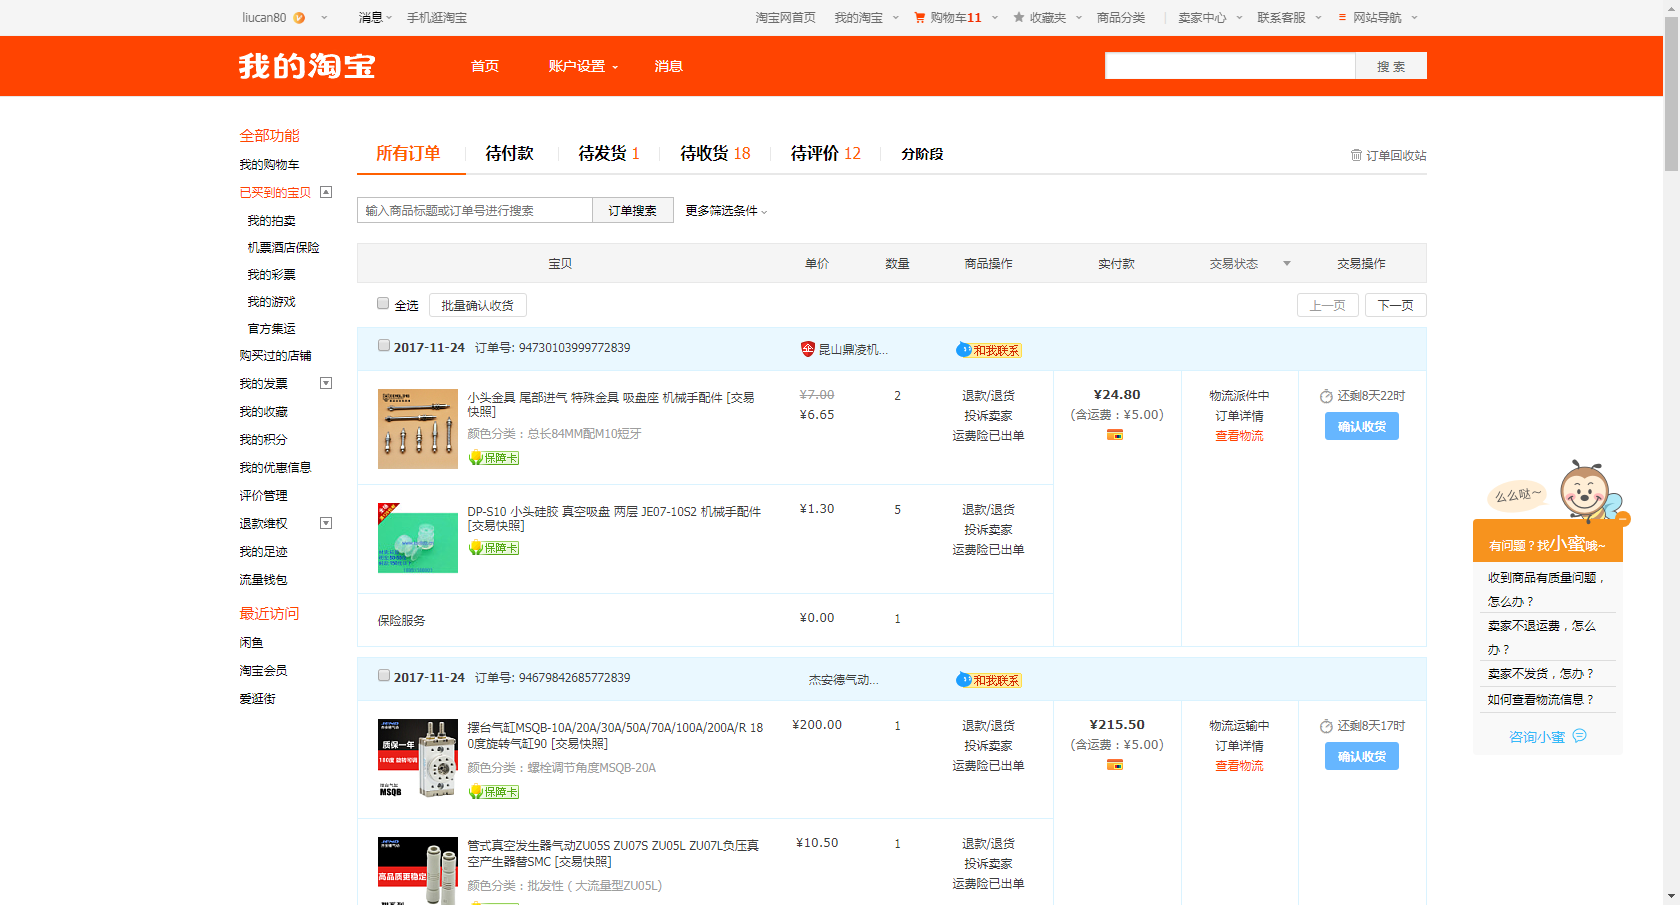 liucan80 消息 手机逛淘宝 淘宝网首页 我的淘宝 购物车11 收藏夹 商品分类 卖家中心 联系客服 网站导航
我的淘宝 首页 账户设置 消息 搜 索
全部功能
我的购物车
已买到的宝贝
我的拍卖
机票酒店保险
我的彩票
我的游戏
官方集运
购买过的店铺
我的发票
我的收藏
我的积分
我的优惠信息
评价管理
退款维权
我的足迹
流量钱包
最近访问
闲鱼
淘宝会员
爱逛街
所有订单 待付款 待发货 1 待收货 18 待评价 12 分阶段 订单回收站
输入商品标题或订单号进行搜索 订单搜索 更多筛选条件
宝贝 单价 数量 商品操作 实付款 交易状态 交易操作
全选 批量确认收货 上一页 下一页
2017-11-24 订单号: 94730103999772839 企 昆山鼎凌机... 和我联系
小头金具 尾部进气 特殊金具 吸盘座 机械手配件 [交易
快照]
颜色分类：总长84MM配M10短牙
保障卡
¥7.00
¥6.65
2
退款/退货
投诉卖家
运费险已出单
¥24.80
(含运费：¥5.00)
物流派件中
订单详情
查看物流
还剩8天22时
确认收货
DP-S10 小头硅胶 真空吸盘 两层 JE07-10S2 机械手配件
[交易快照]
保障卡
¥1.30
5
退款/退货
投诉卖家
运费险已出单
保险服务 ¥0.00 1
2017-11-24 订单号: 94679842685772839 杰安德气动... 和我联系
质保一年
180度 旋转可调
MSQB
摆台气缸MSQB-10A/20A/30A/50A/70A/100A/200A/R 18
0度旋转气缸90 [交易快照]
颜色分类：螺栓调节角度MSQB-20A
保障卡
¥200.00
1
退款/退货
投诉卖家
运费险已出单
¥215.50
(含运费：¥5.00)
物流运输中
订单详情
查看物流
还剩8天17时
确认收货
高品质更稳定
管式真空发生器气动ZU05S ZU07S ZU05L ZU07L负压真
空产生器替SMC [交易快照]
颜色分类：批发性（大流量型ZU05L)
¥10.50
1
退款/退货
投诉卖家
运费险已出单
么么哒~
有问题？找小蜜哦~
收到商品有质量问题，
怎么办？
卖家不退运费，怎么
办？
卖家不发货，怎办？
如何查看物流信息？
咨询小蜜